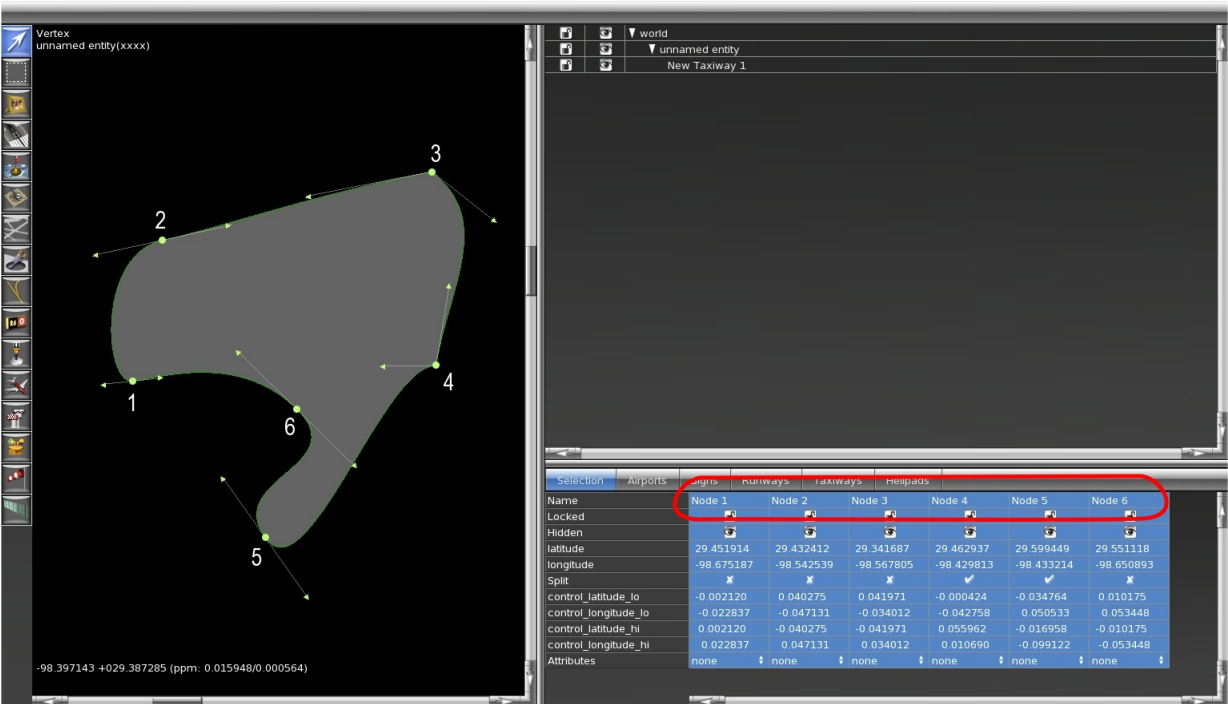 Vertex
unnamed entity(xxxx)
3
2
4
1
6
5
-98.397143 +029.387285 (ppm: 0.015948/0.000564)
world
unnamed entity
New Taxiway 1
Selection Airports Signs Runways Taxiways Helipads
Name Node 1 Node 2 Node 3 Node 4 Node 5 Node 6
Locked
Hidden
latitude 29.451914 29.432412 29.341687 29.462937 29.599449 29.551118
longitude -98.675187 -98.542539 -98.567805 -98.429813 -98.433214 -98.650893
Split
control_latitude_lo -0.002120 0.040275 0.041971 -0.000424 -0.034764 0.010175
control_longitude_lo -0.022837 -0.047131 -0.034012 -0.042758 0.050533 0.053448
control_latitude_hi 0.002120 -0.040275 -0.041971 0.055962 -0.016958 -0.010175
control_longitude_hi 0.022837 0.047131 0.034012 0.010690 -0.099122 -0.053448
Attributes none none none none none none